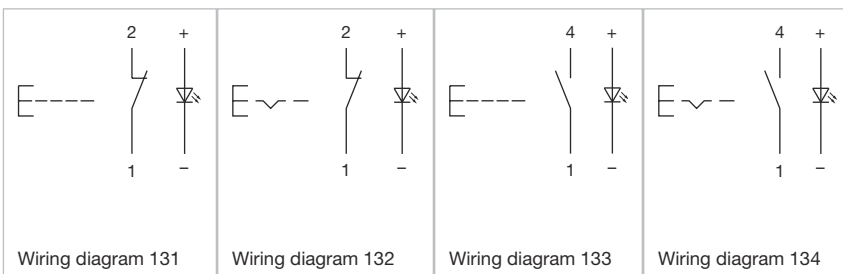 2 +
1 −
Wiring diagram 131
2 +
1 −
Wiring diagram 132
4 +
1 −
Wiring diagram 133
4 +
1 −
Wiring diagram 134